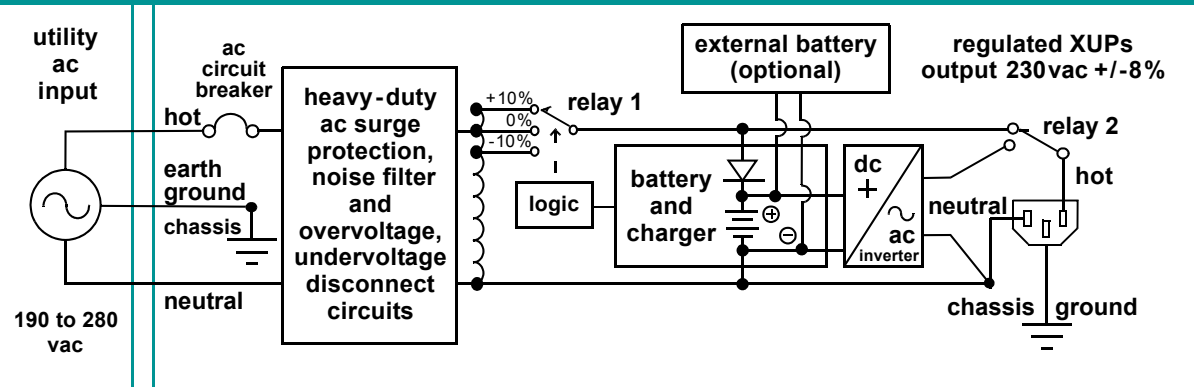 utility
ac
input
190 to 280
vac
ac
circuit
breaker
hot
earth
ground
chassis
neutral
heavy-duty
ac surge
protection,
noise filter
and
overvoltage,
undervoltage
disconnect
circuits
+10%
0%
-10%
relay 1
logic
external battery
(optional)
battery
and
charger
+
−
dc
+
ac
inverter
regulated XUPs
output 230vac +/-8%
relay 2
hot
neutral
chassis ground